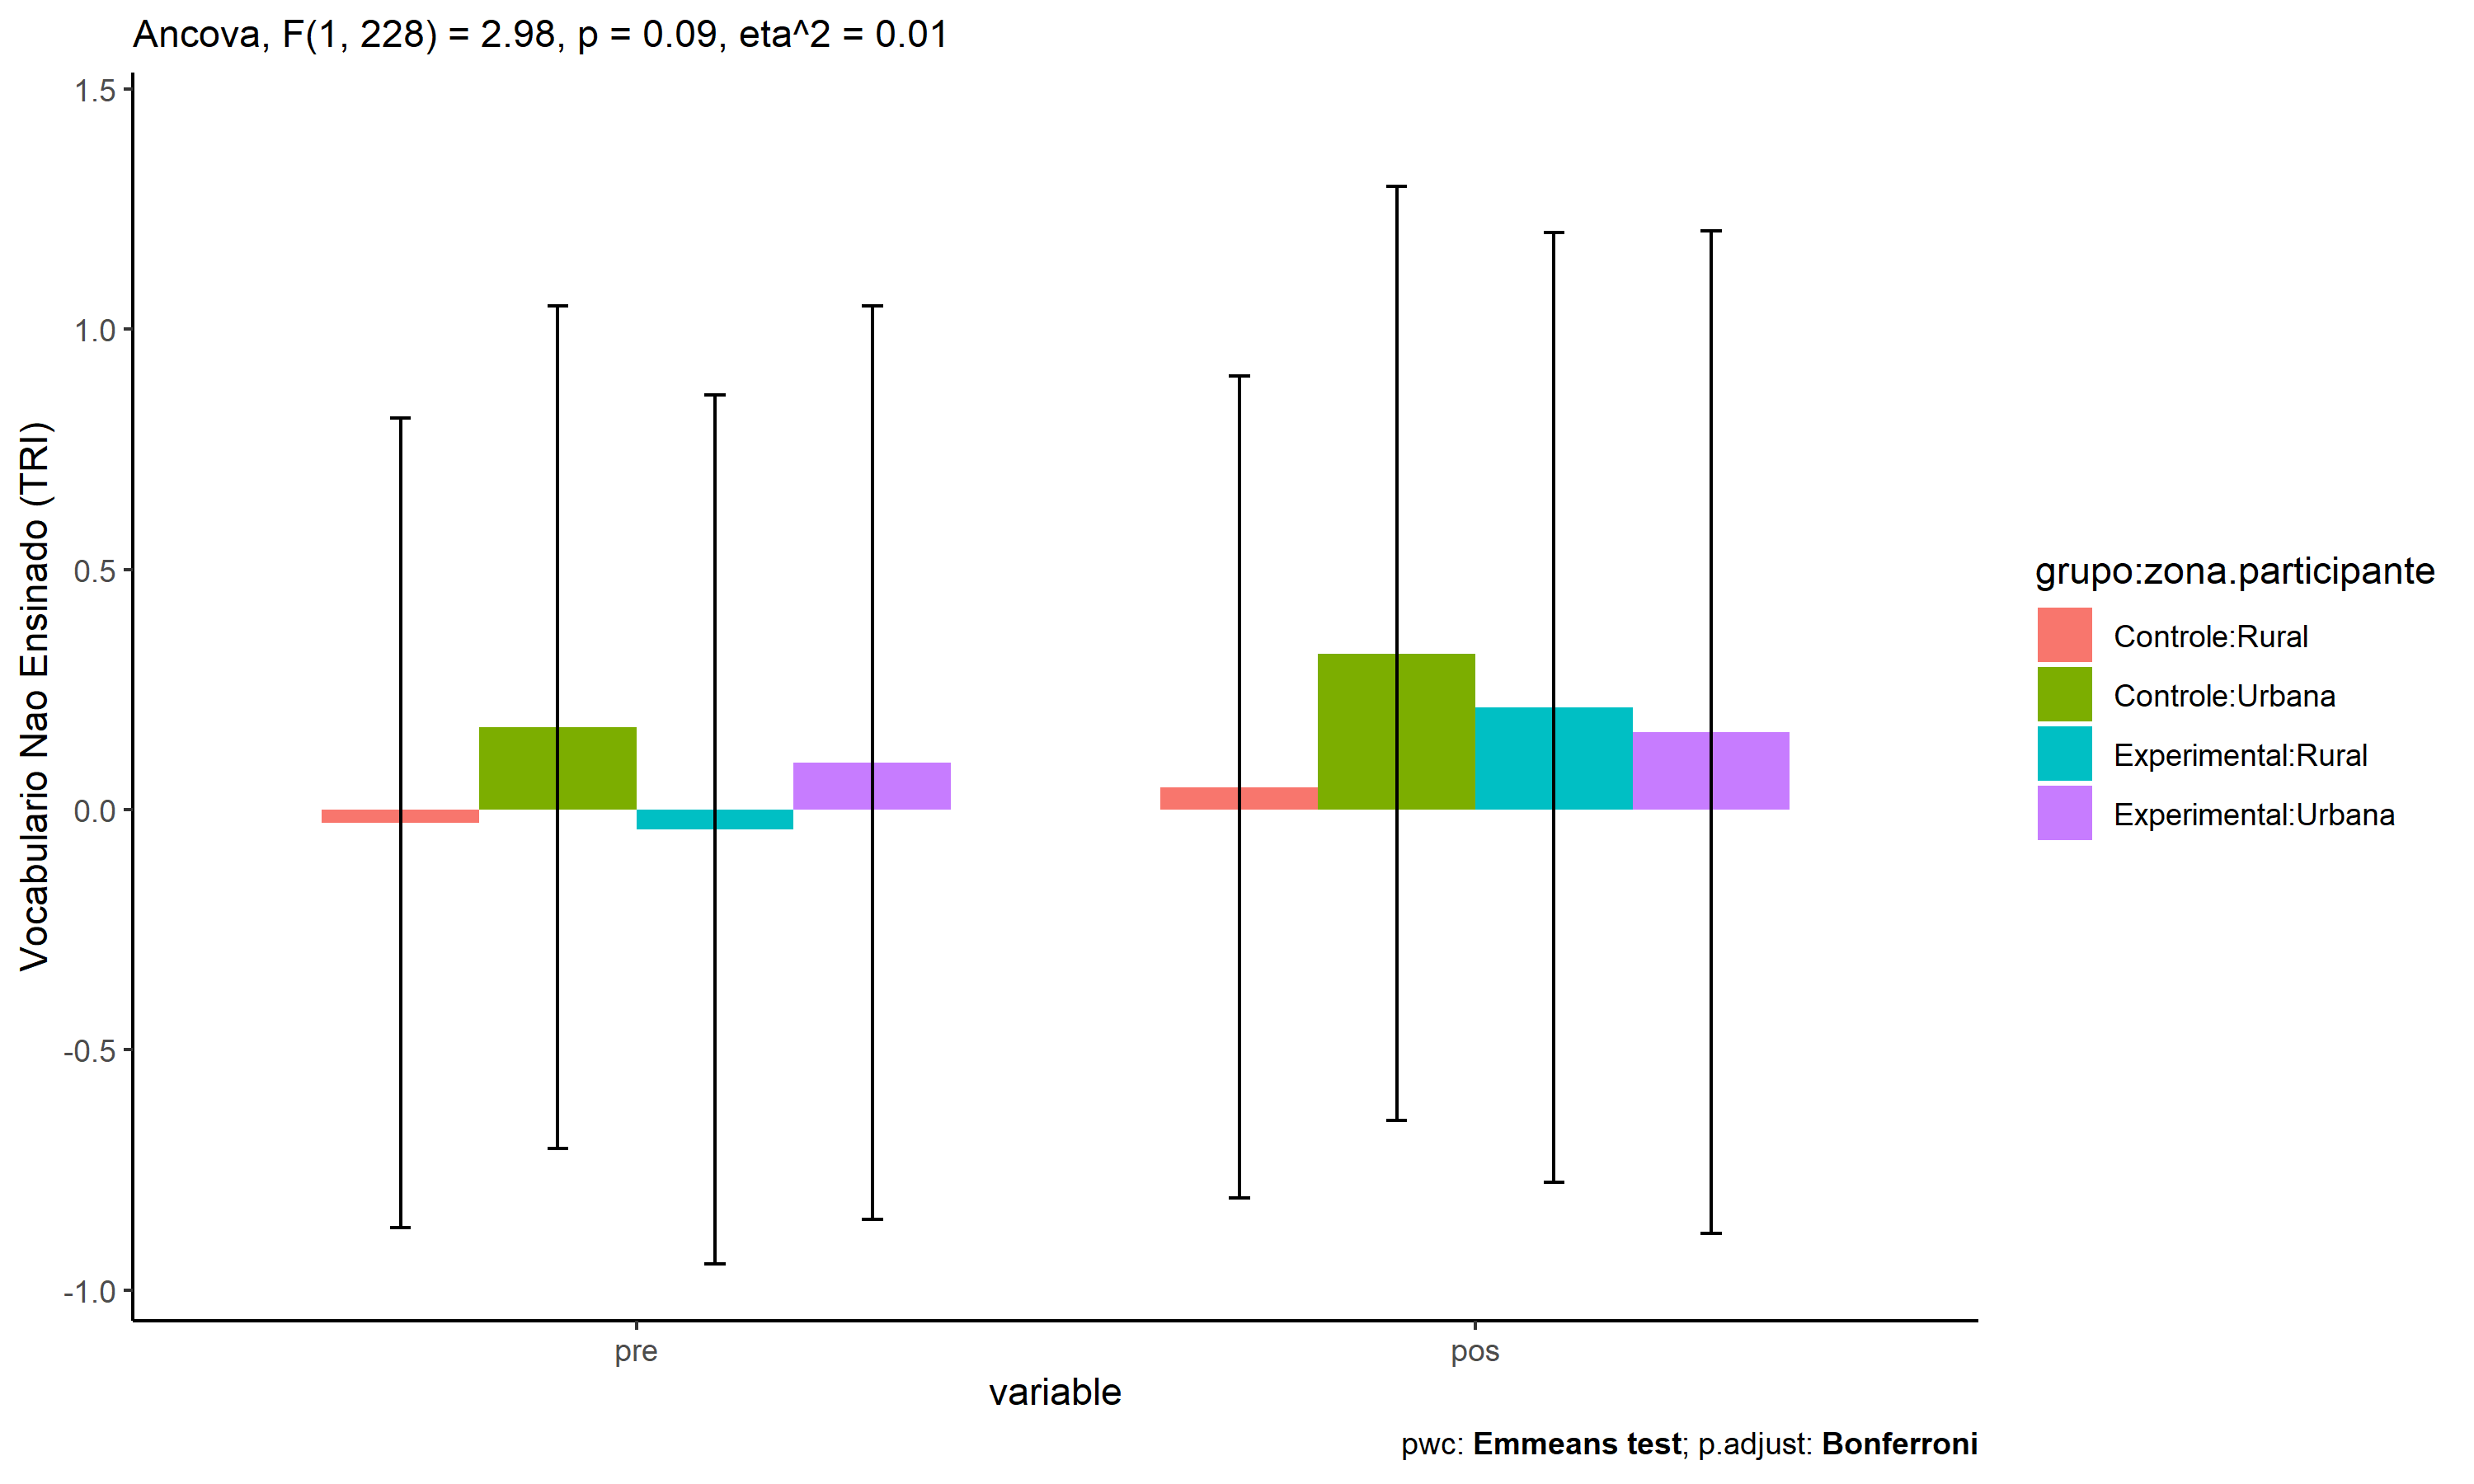 Ancova, F(1, 228) = 2.98, p = 0.09, eta^2 = 0.01
Vocabulario Nao Ensinado (TRI)
1.5
1.0
0.5
0.0
-0.5
-1.0
pre
pos
variable
grupo:zona.participante
Controle:Rural
Controle:Urbana
Experimental:Rural
Experimental:Urbana
pwc: Emmeans test; p.adjust: Bonferroni